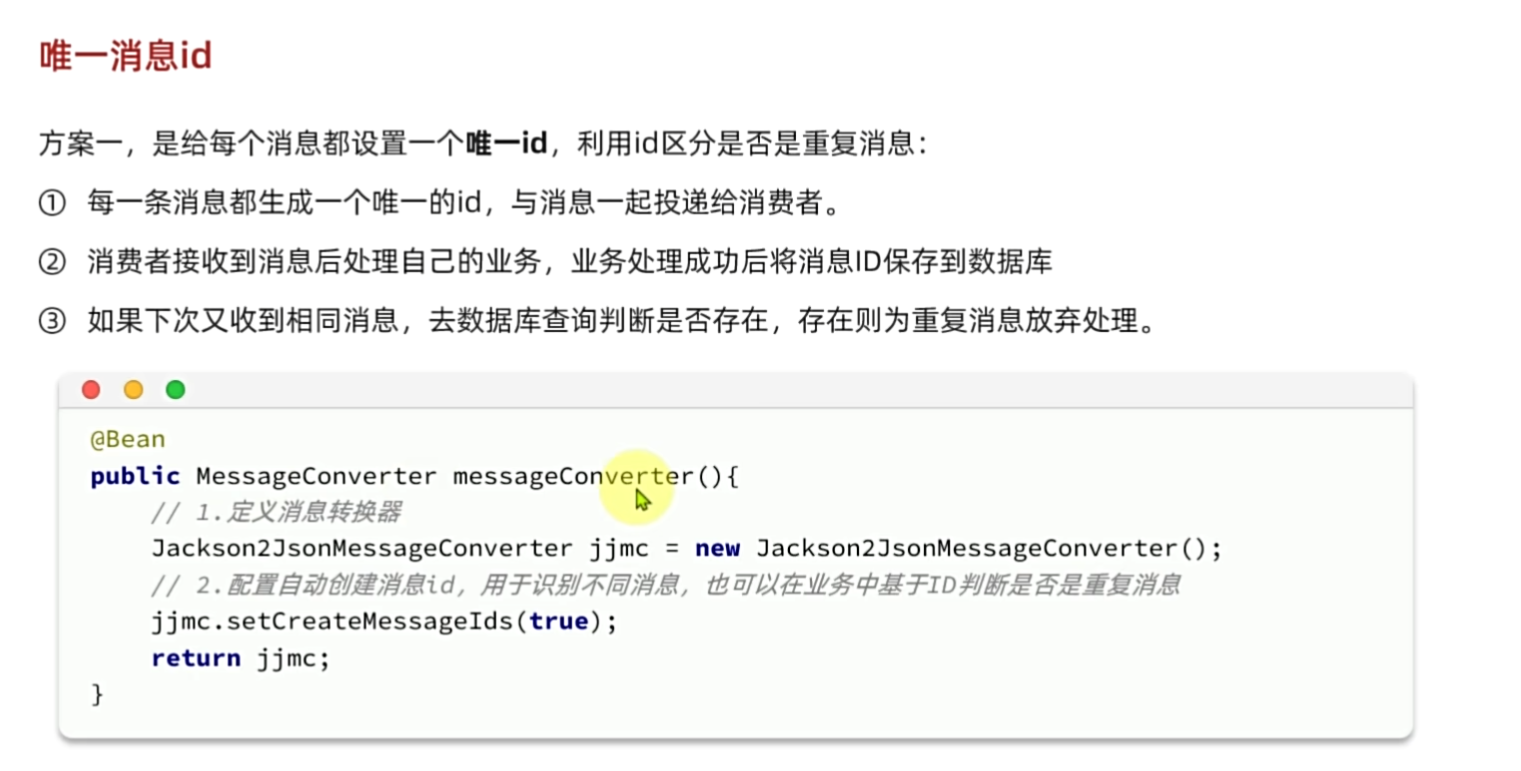 唯一消息id
方案一，是给每个消息都设置一个唯一id，利用id区分是否是重复消息：
① 每一条消息都生成一个唯一的id，与消息一起投递给消费者。
② 消费者接收到消息后处理自己的业务，业务处理成功后将消息ID保存到数据库
③ 如果下次又收到相同消息，去数据库查询判断是否存在，存在则为重复消息放弃处理。
@Bean
public MessageConverter messageConverter(){
    // 1.定义消息转换器
    Jackson2JsonMessageConverter jjmc = new Jackson2JsonMessageConverter();
    // 2.配置自动创建消息id，用于识别不同消息，也可以在业务中基于ID判断是否是重复消息
    jjmc.setCreateMessageIds(true);
    return jjmc;
}